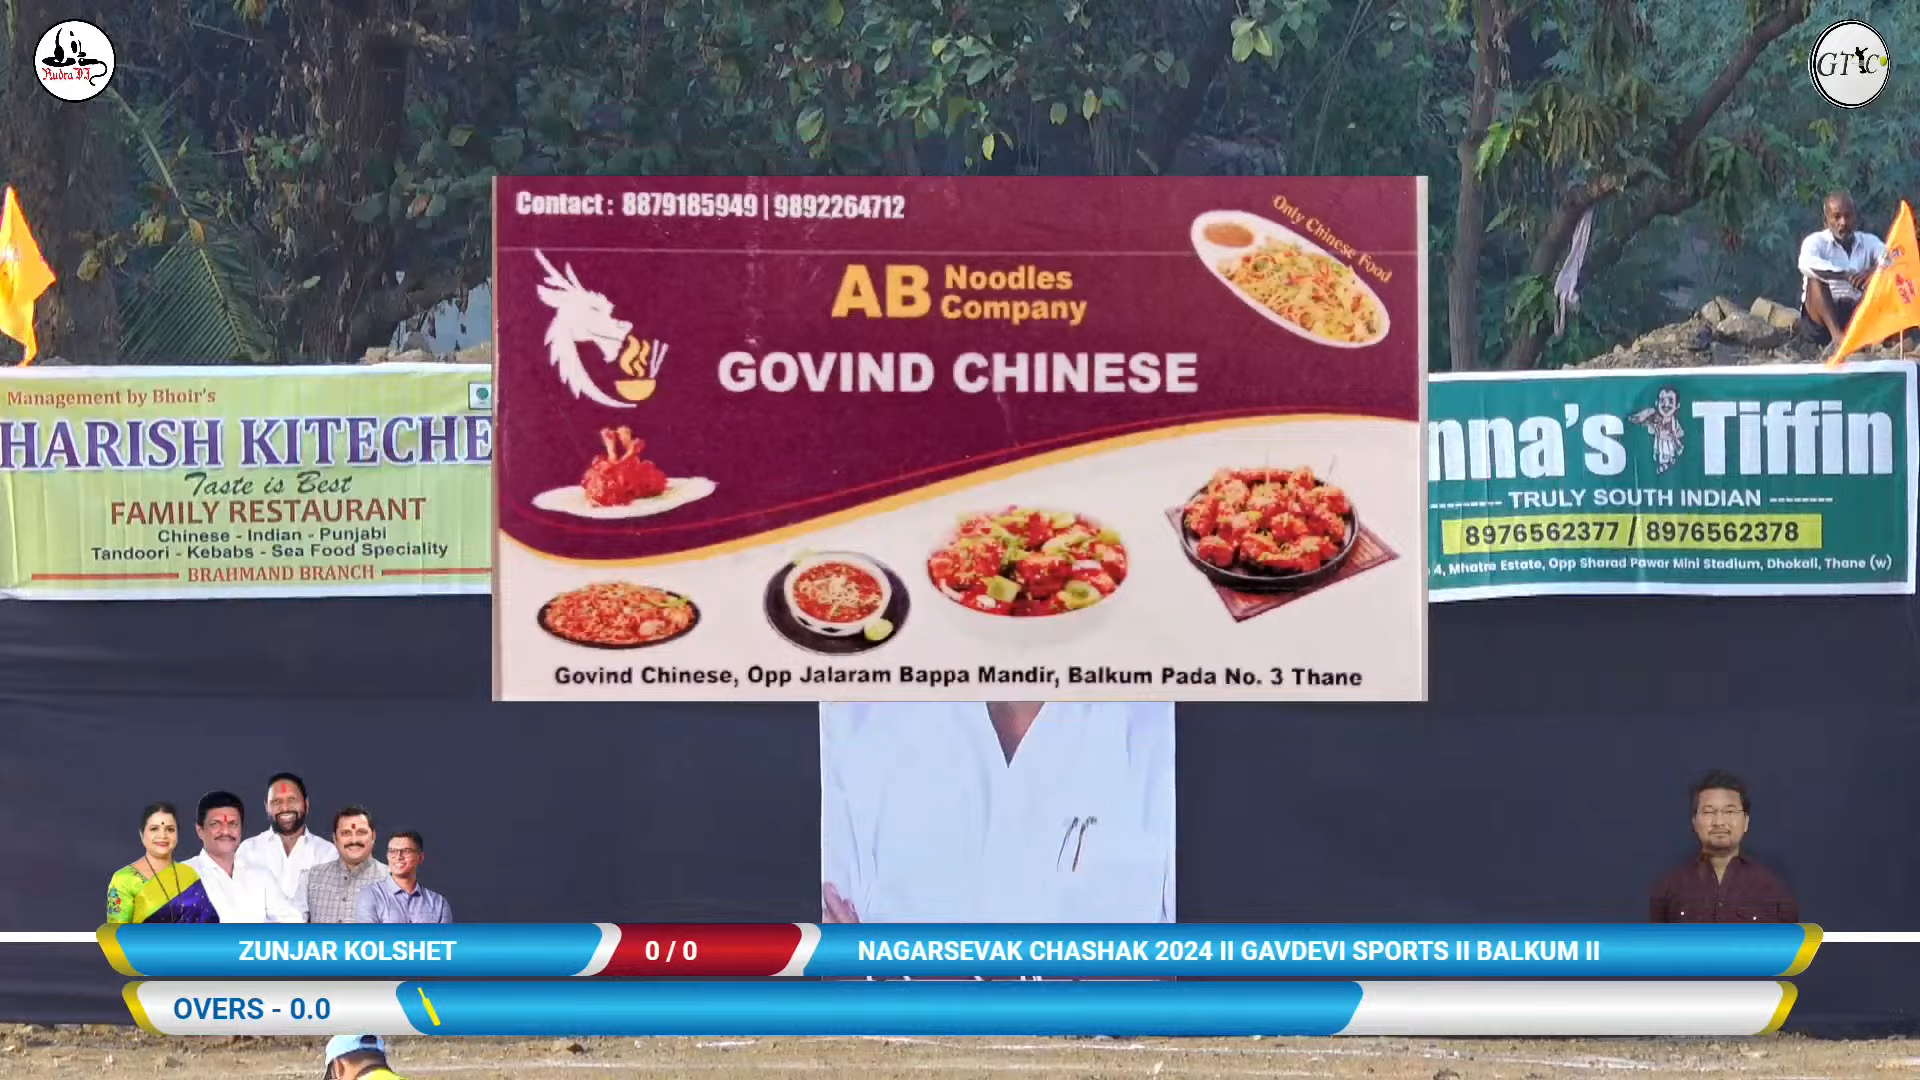 Rudra DJ
GTC
Contact : 8879185949 | 9892264712
Only Chinese Food
AB Noodles Company
GOVIND CHINESE
Govind Chinese, Opp Jalaram Bappa Mandir, Balkum Pada No. 3 Thane
Management by Bhoir's
HARISH KITECHE
Taste is Best
FAMILY RESTAURANT
Chinese - Indian - Punjabi
Tandoori - Kebabs - Sea Food Speciality
BRAHMAND BRANCH
nna's Tiffin
TRULY SOUTH INDIAN
8976562377 / 8976562378
4, Mhatre Estate, Opp Sharad Pawar Mini Stadium, Dhokali, Thane (w)
ZUNJAR KOLSHET
0 / 0
NAGARSEVAK CHASHAK 2024 II GAVDEVI SPORTS II BALKUM II
OVERS - 0.0